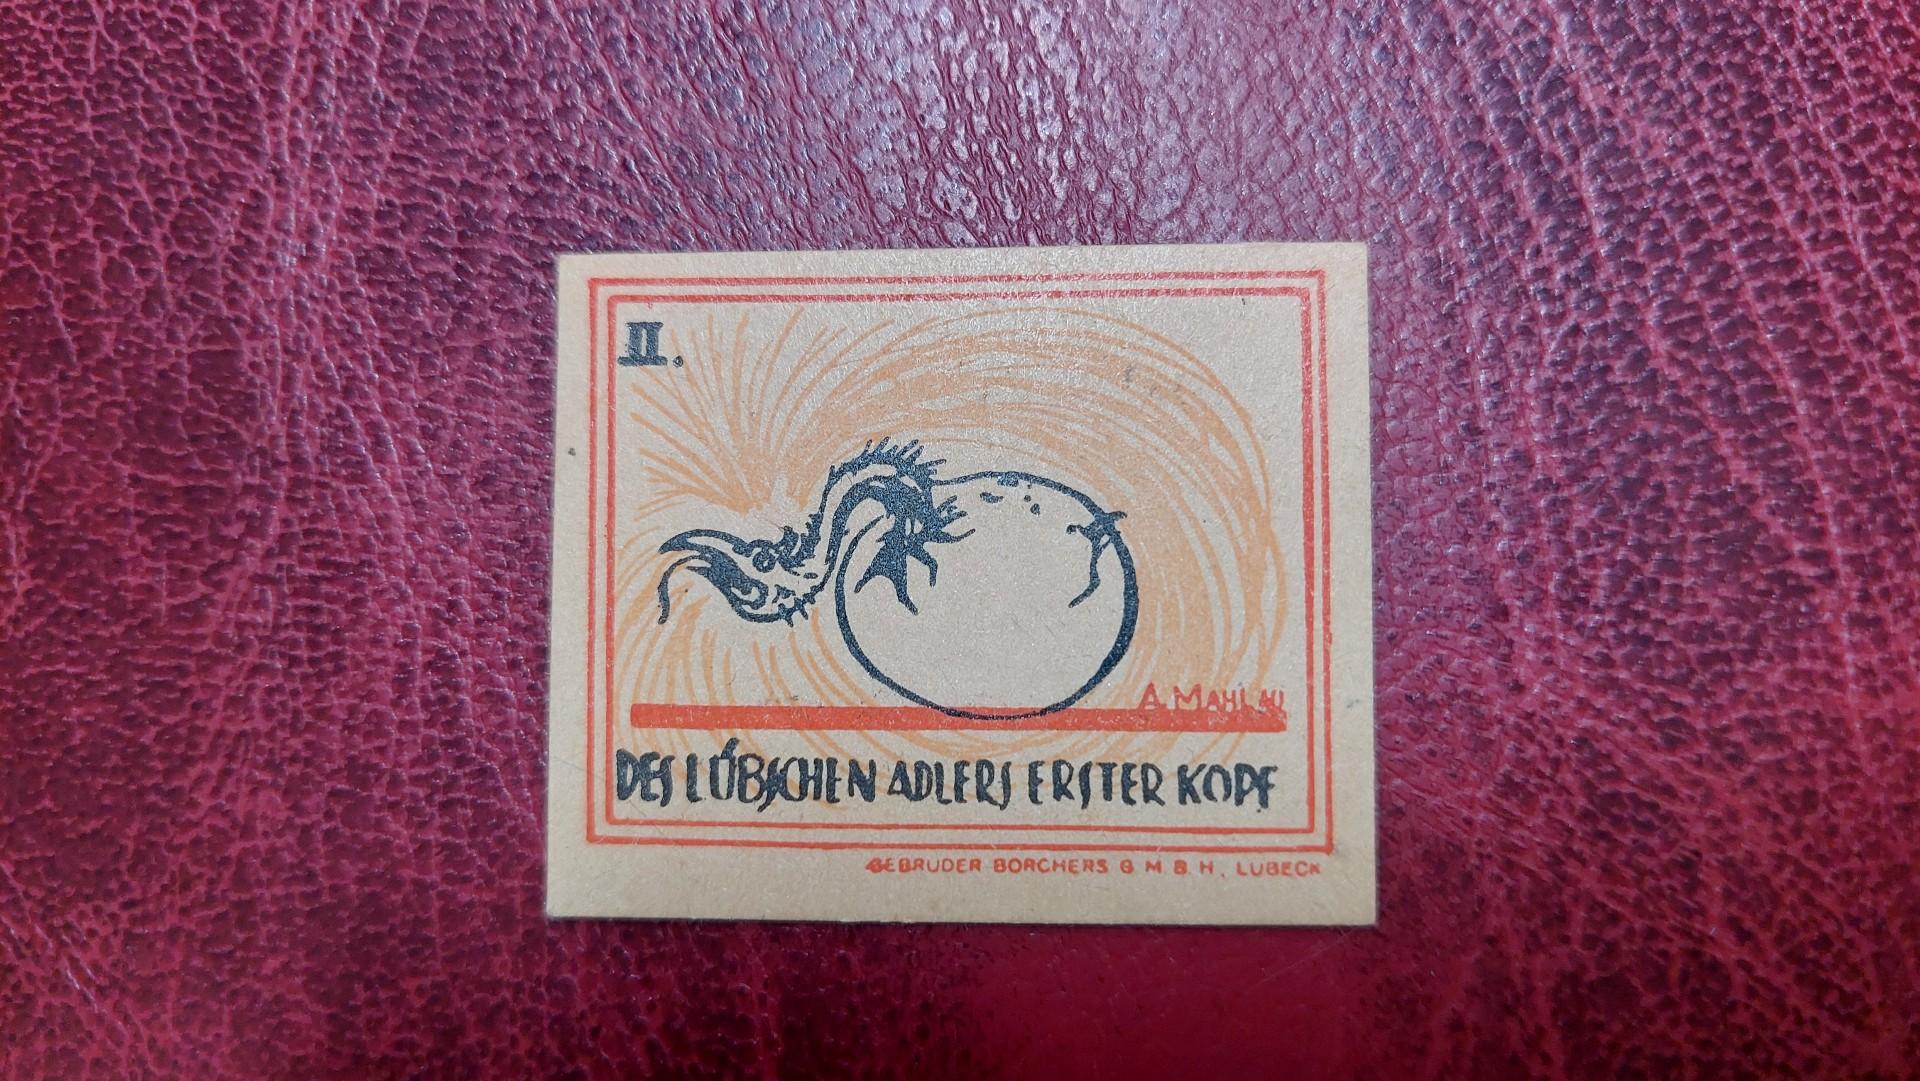 II.
A. MAHLAU
DES LÜBSCHEN ADLERS ERSTER KOPF
GEBRÜDER BORCHERS G M B H, LÜBECK